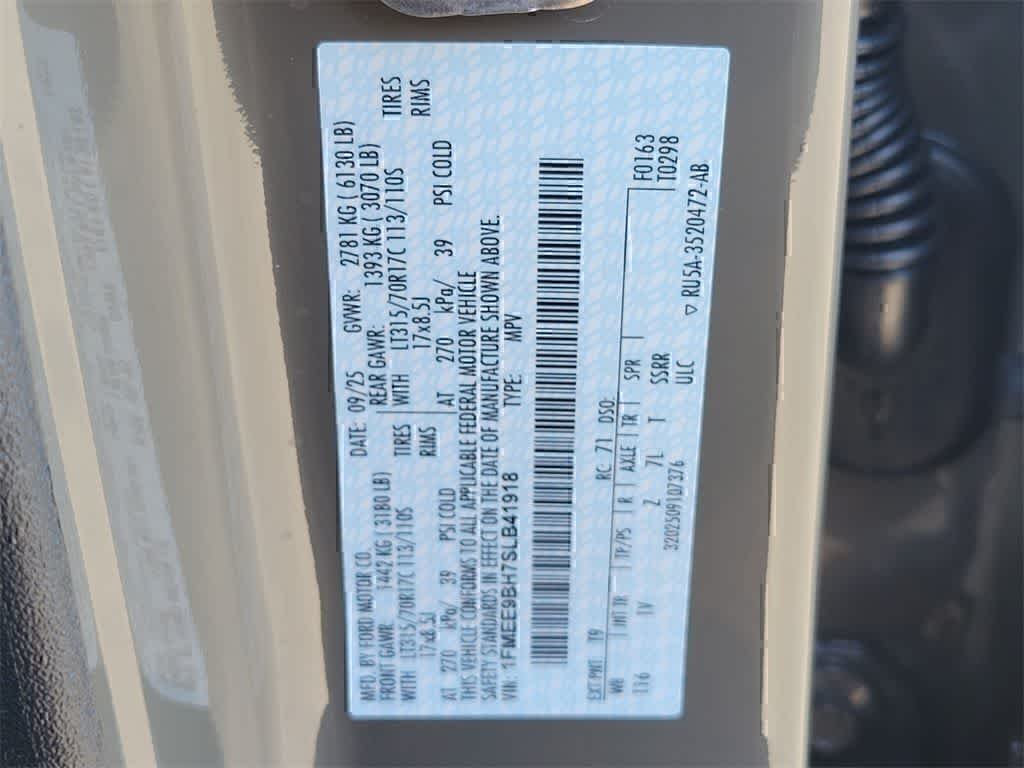 MFD. BY FORD MOTOR CO. DATE: 09/25 GVWR: 2781 KG ( 6130 LB)
FRONT GAWR: 1442 KG ( 3180 LB) REAR GAWR: 1393 KG ( 3070 LB)
WITH LT315/70R17C 113/110S TIRES WITH LT315/70R17C 113/110S TIRES
17x8.5J RIMS 17x8.5J RIMS
AT 270 kPa/ 39 PSI COLD AT 270 kPa/ 39 PSI COLD
THIS VEHICLE CONFORMS TO ALL APPLICABLE FEDERAL MOTOR VEHICLE
SAFETY STANDARDS IN EFFECT ON THE DATE OF MANUFACTURE SHOWN ABOVE.
VIN: 1FMEE9BH7SLB41918 TYPE: MPV
EXT PNT: T9 RC: 71 DSO: F0163
WB INT TR TP/PS R AXLE TR SPR T0298
116 IV Z 7L T SSRR
3202509107376 ULC
▽ RU5A-3520472-AB